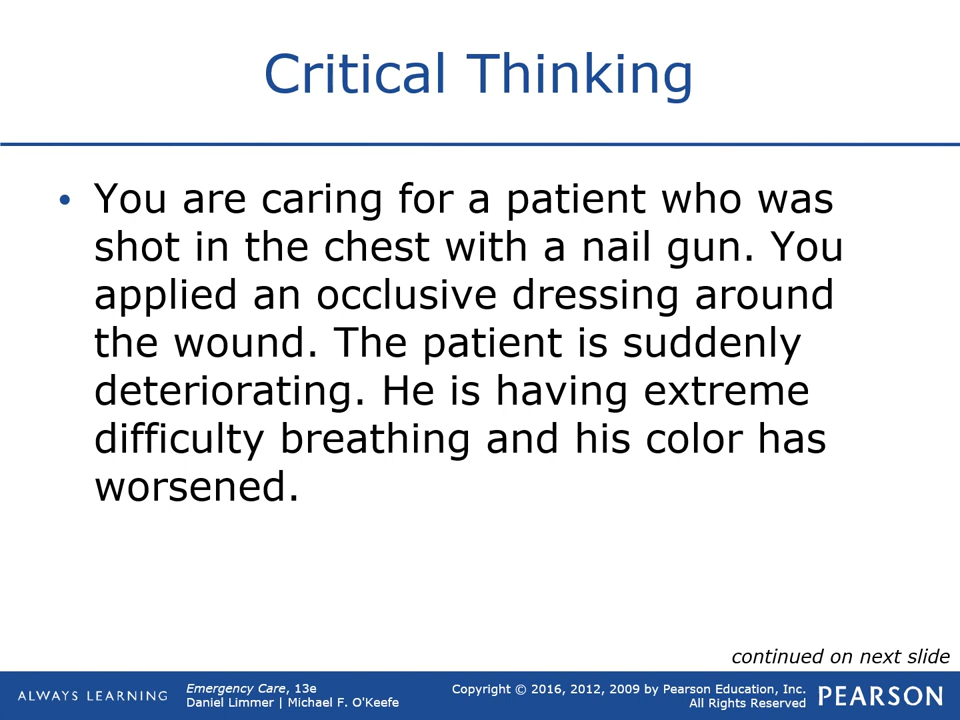 Critical Thinking
• You are caring for a patient who was
shot in the chest with a nail gun. You
applied an occlusive dressing around
the wound. The patient is suddenly
deteriorating. He is having extreme
difficulty breathing and his color has
worsened.
continued on next slide
ALWAYS LEARNING
Emergency Care, 13e
Daniel Limmer | Michael F. O'Keefe
Copyright © 2016, 2012, 2009 by Pearson Education, Inc.
All Rights Reserved
PEARSON